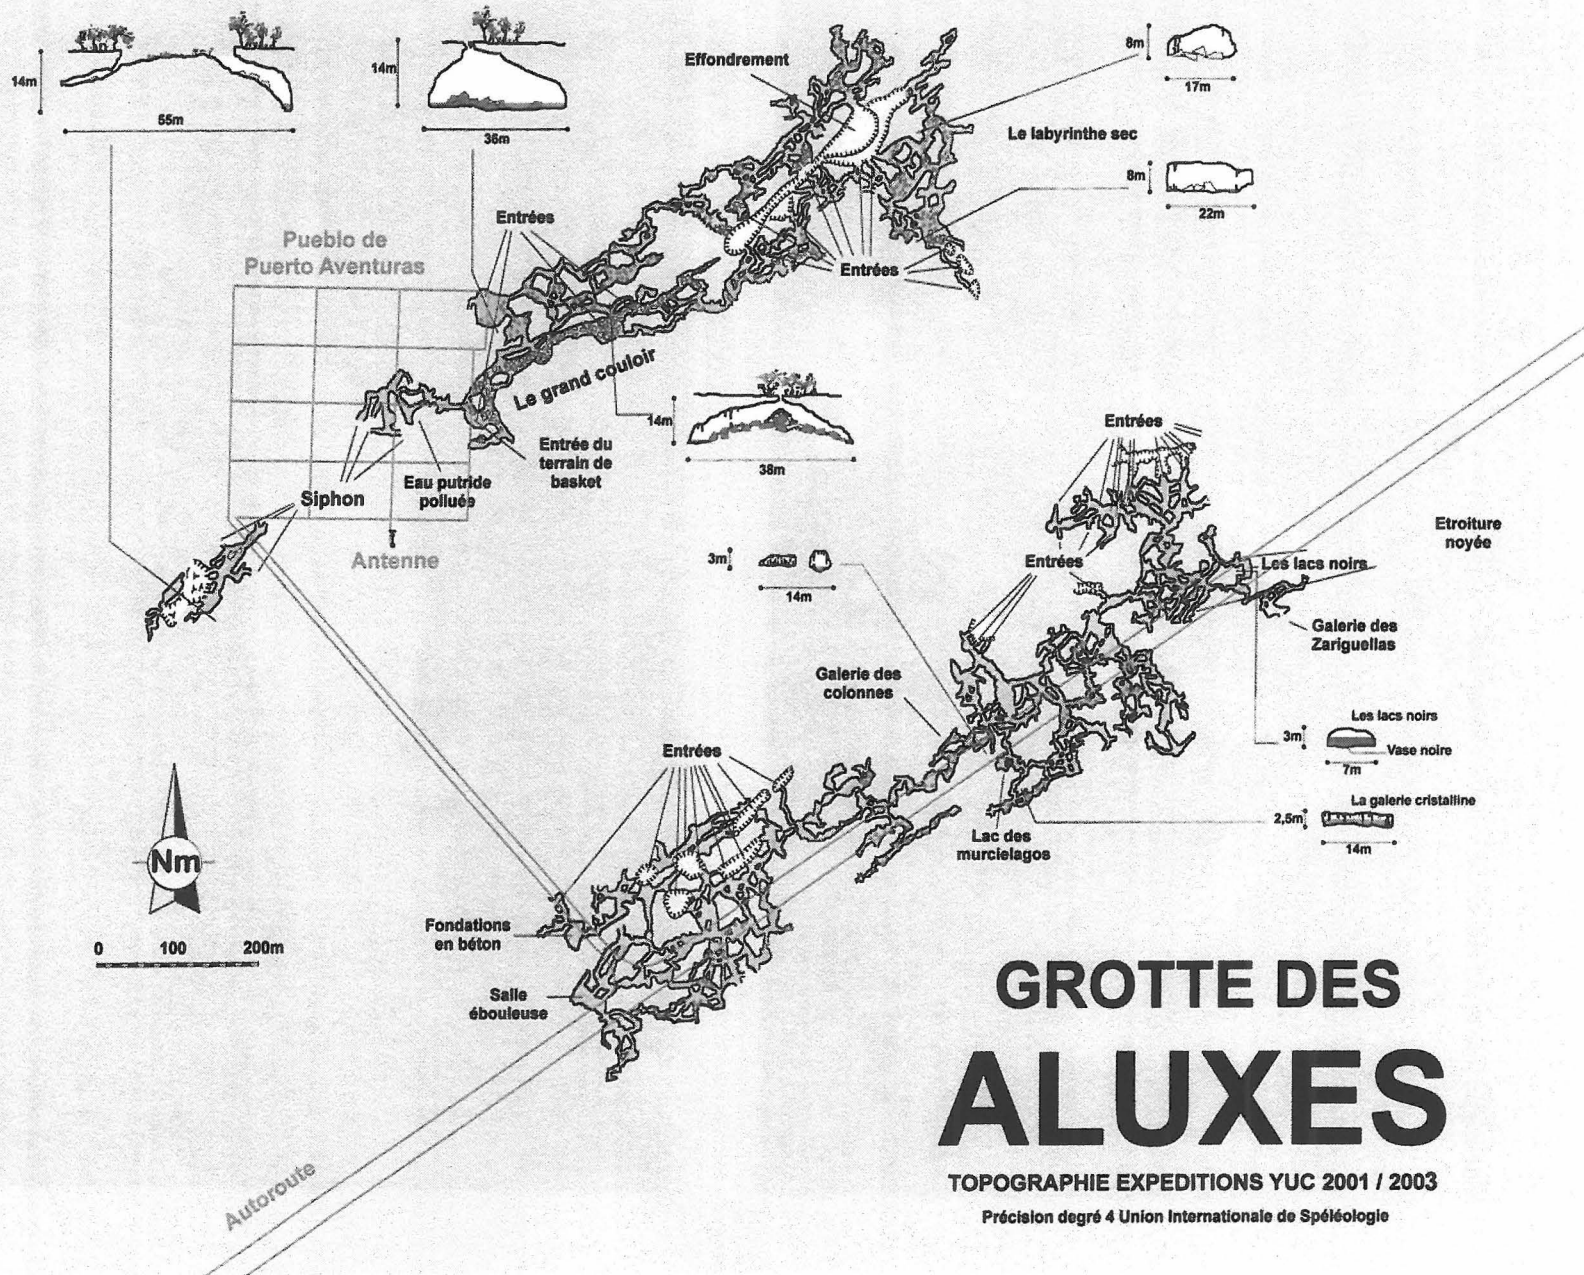 14m
55m
14m
36m
Effondrement
8m
17m
Le labyrinthe sec
8m
22m
Entrées
Pueblo de
Puerto Aventuras
Entrées
Le grand couloir
14m
38m
Entrée du
terrain de
basket
Eau putride
polluée
Siphon
Antenne
Entrées
Etroiture
noyée
Entrées
Les lacs noirs
3m
14m
Galerie des
Zariguellas
Galerie des
colonnes
Les lacs noirs
3m
Vase noire
7m
Entrées
La galerie cristalline
2,5m
14m
Lac des
murcielagos
Nm
0 100 200m
Fondations
en béton
Salle
ébouleuse
Autoroute
GROTTE DES
ALUXES
TOPOGRAPHIE EXPEDITIONS YUC 2001 / 2003
Précision degré 4 Union Internationale de Spéléologie